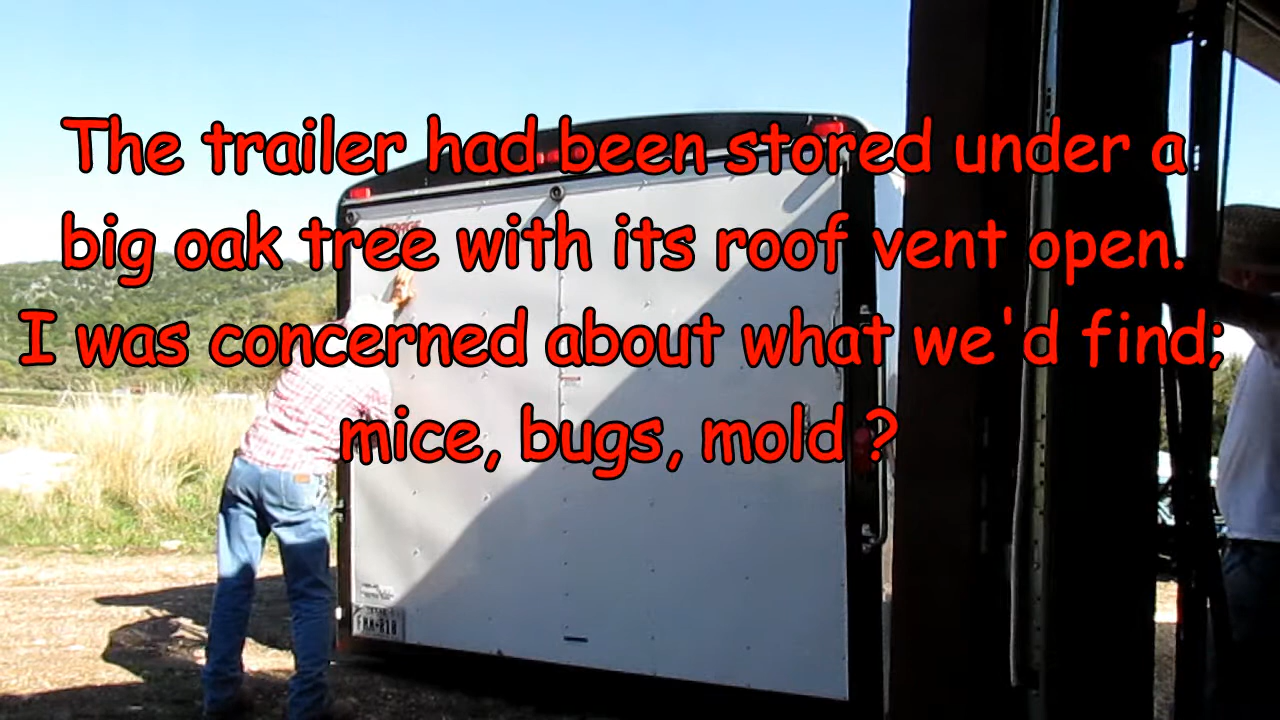 The trailer had been stored under a
big oak tree with its roof vent open.
I was concerned about what we'd find;
mice, bugs, mold ?
TEXAS